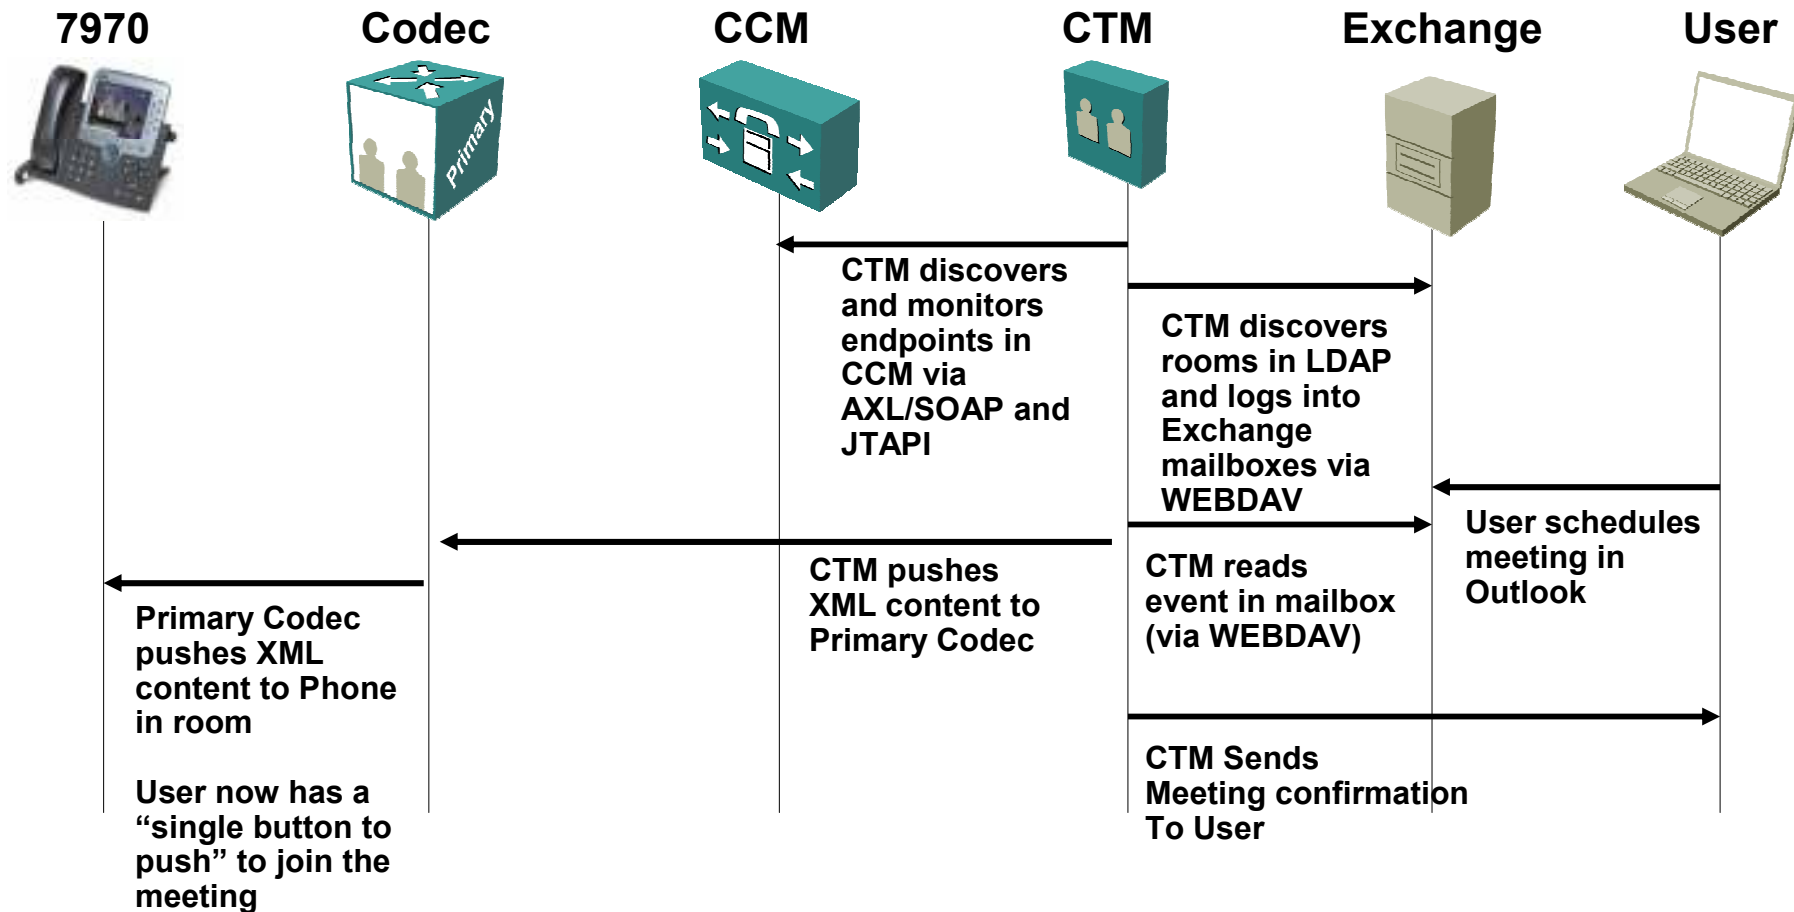 7970
Codec
CCM
CTM
Exchange
User
Primary
CTM discovers
and monitors
endpoints in
CCM via
AXL/SOAP and
JTAPI
CTM discovers
rooms in LDAP
and logs into
Exchange
mailboxes via
WEBDAV
User schedules
meeting in
Outlook
CTM reads
event in mailbox
(via WEBDAV)
CTM pushes
XML content to
Primary Codec
Primary Codec
pushes XML
content to Phone
in room
User now has a
“single button to
push” to join the
meeting
CTM Sends
Meeting confirmation
To User